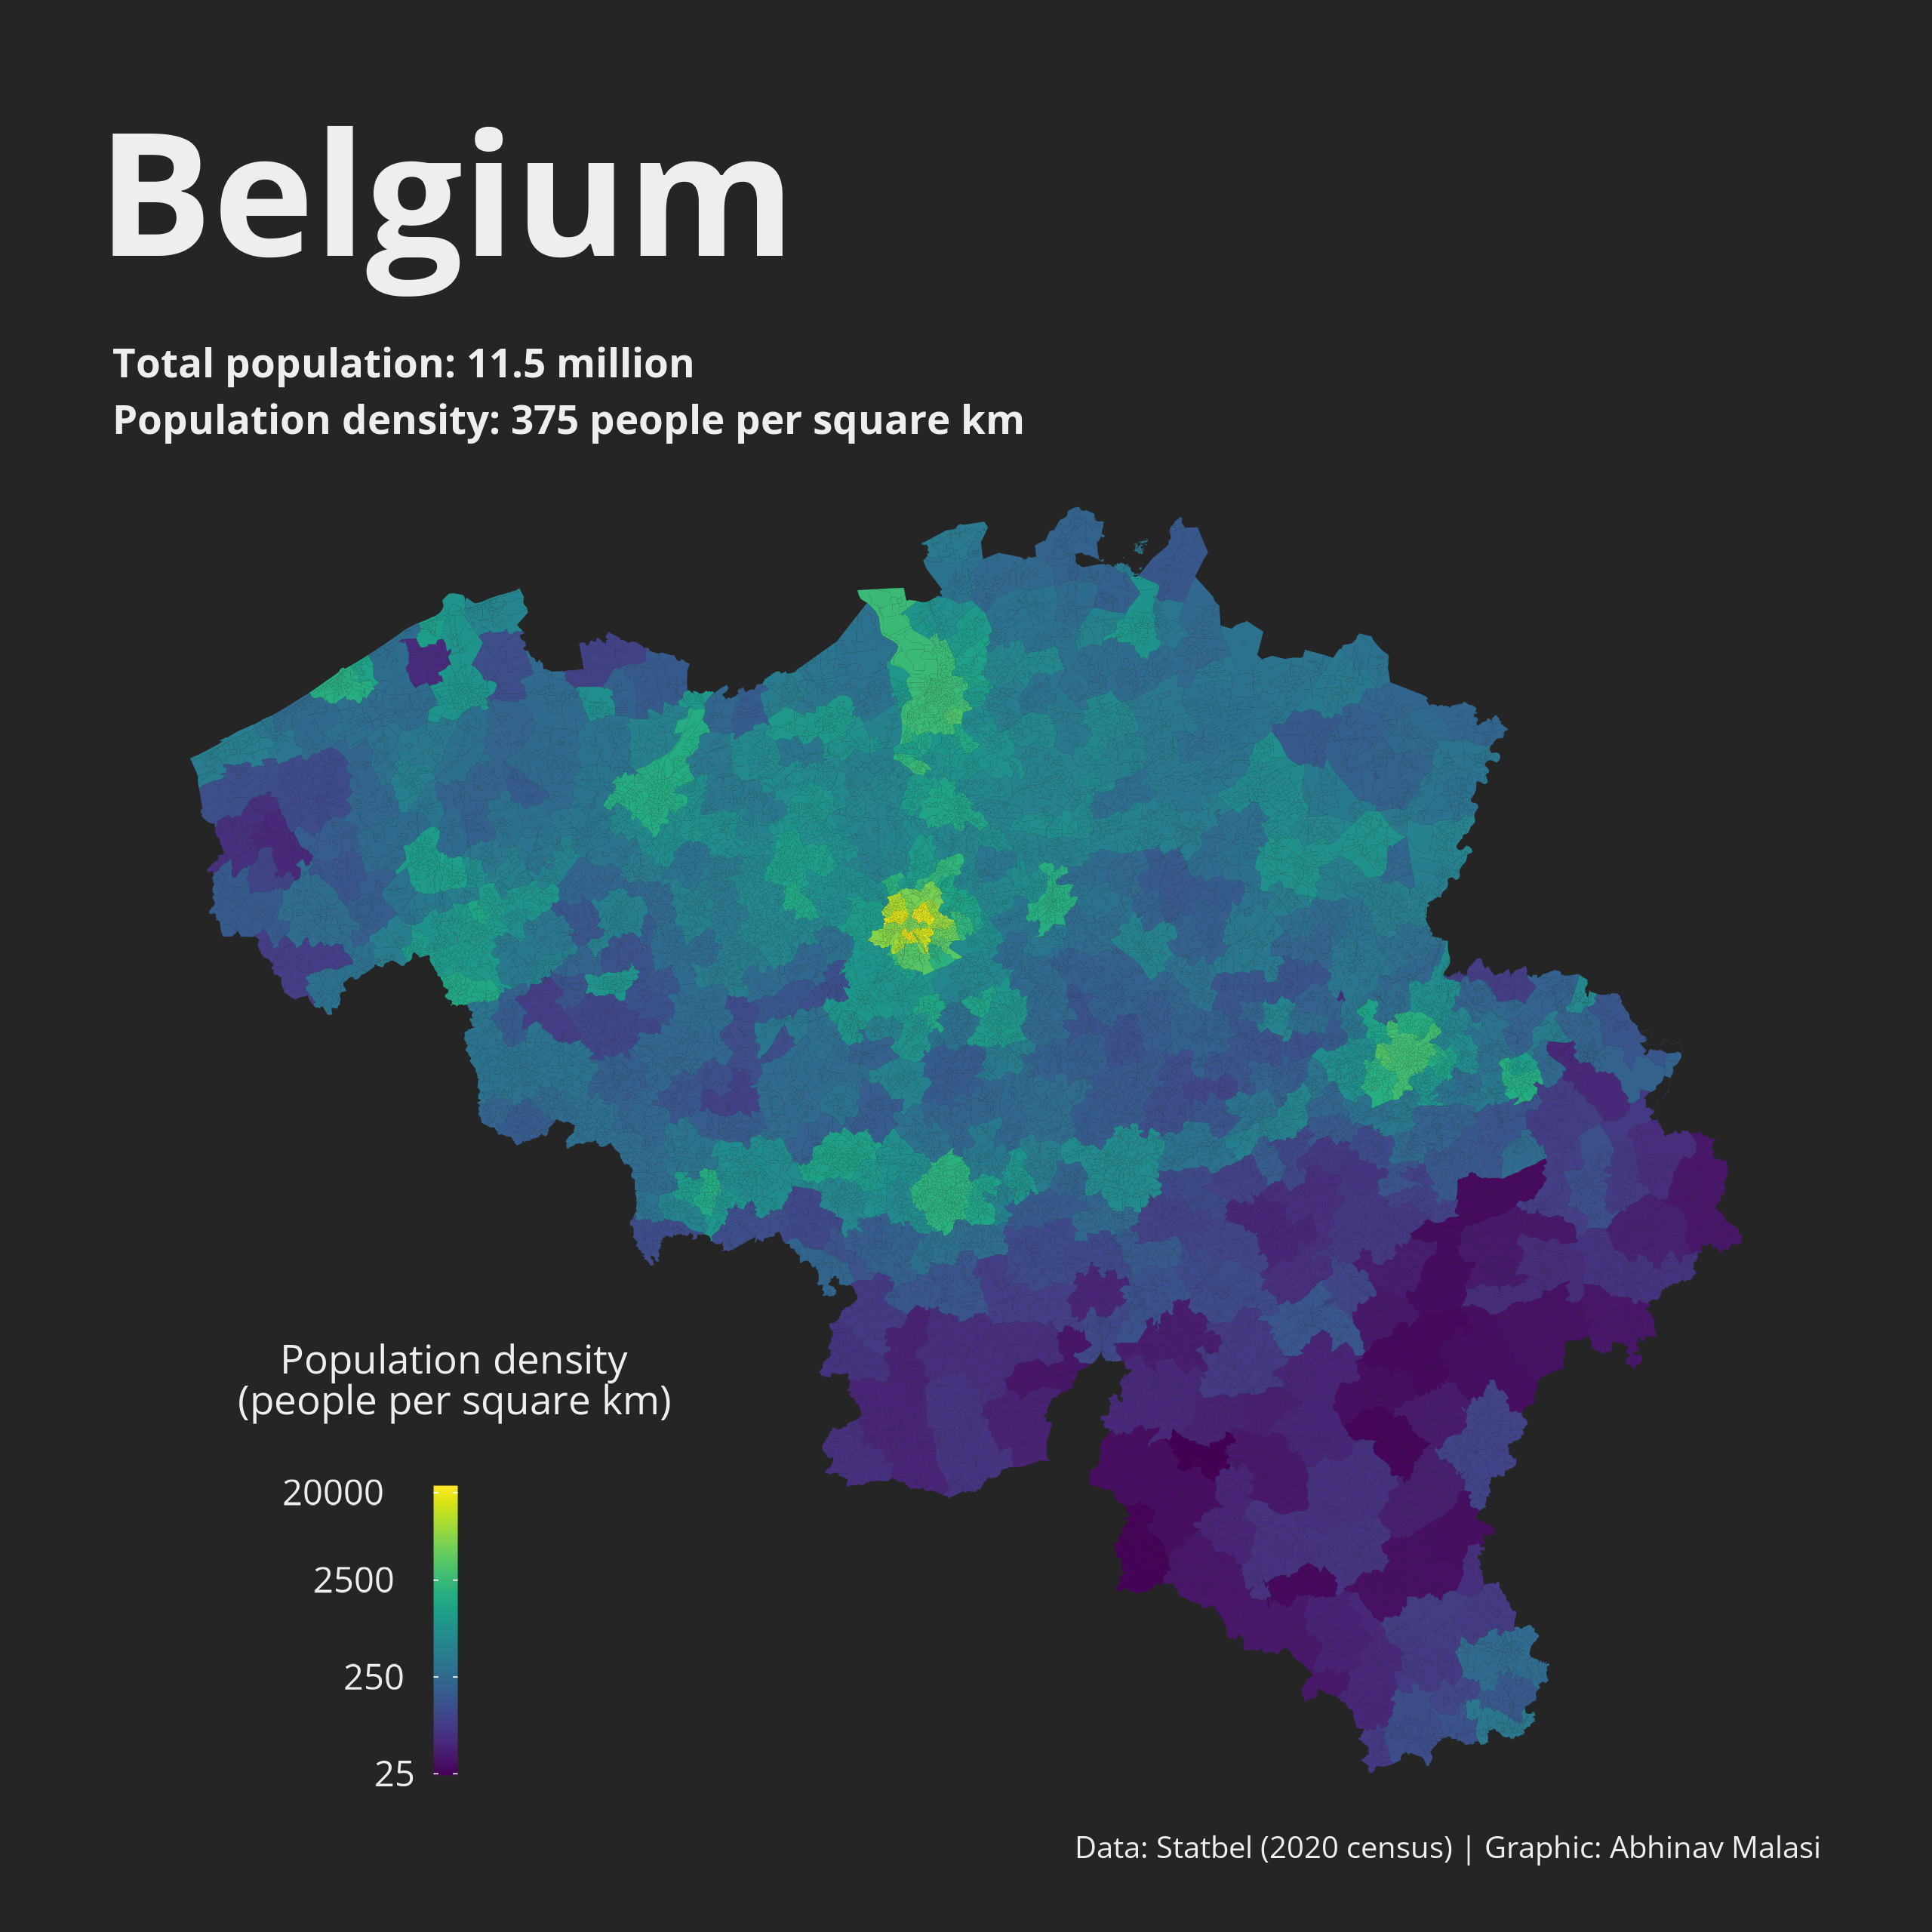 Belgium
Total population: 11.5 million
Population density: 375 people per square km
Population density
(people per square km)
20000
2500
250
25
Data: Statbel (2020 census) | Graphic: Abhinav Malasi